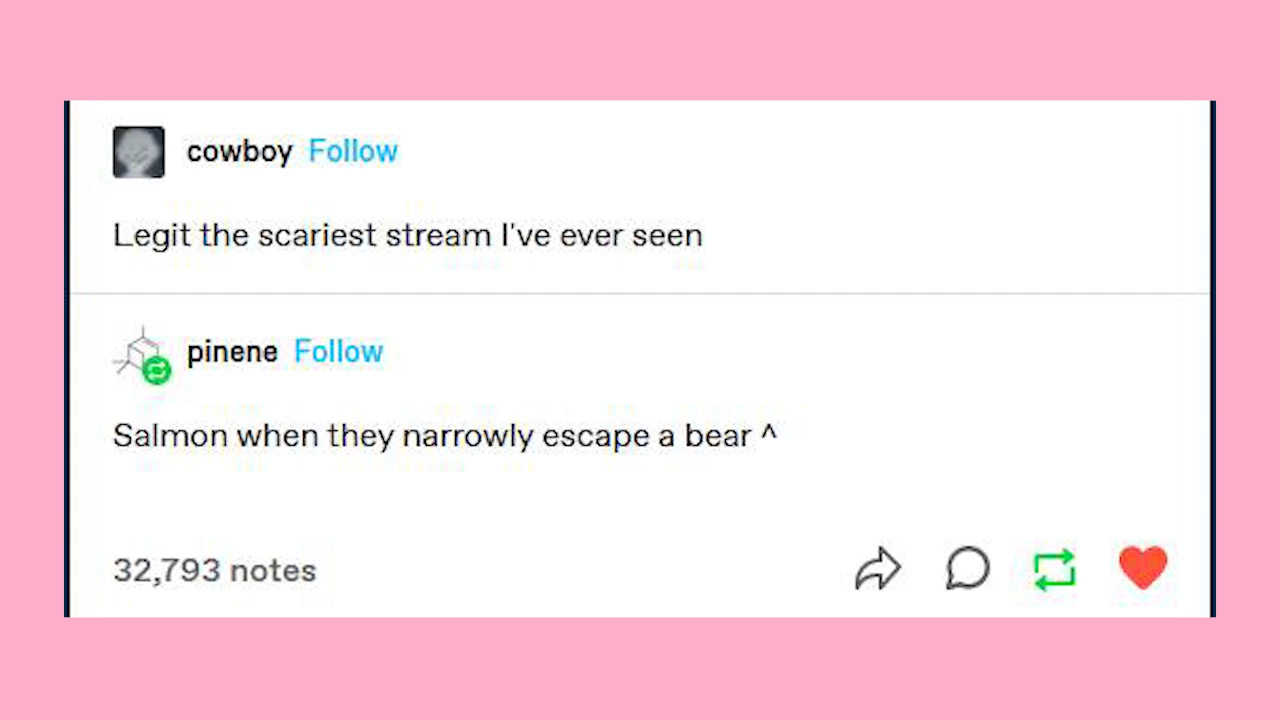 cowboy Follow
Legit the scariest stream I've ever seen
pinene Follow
Salmon when they narrowly escape a bear ^
32,793 notes